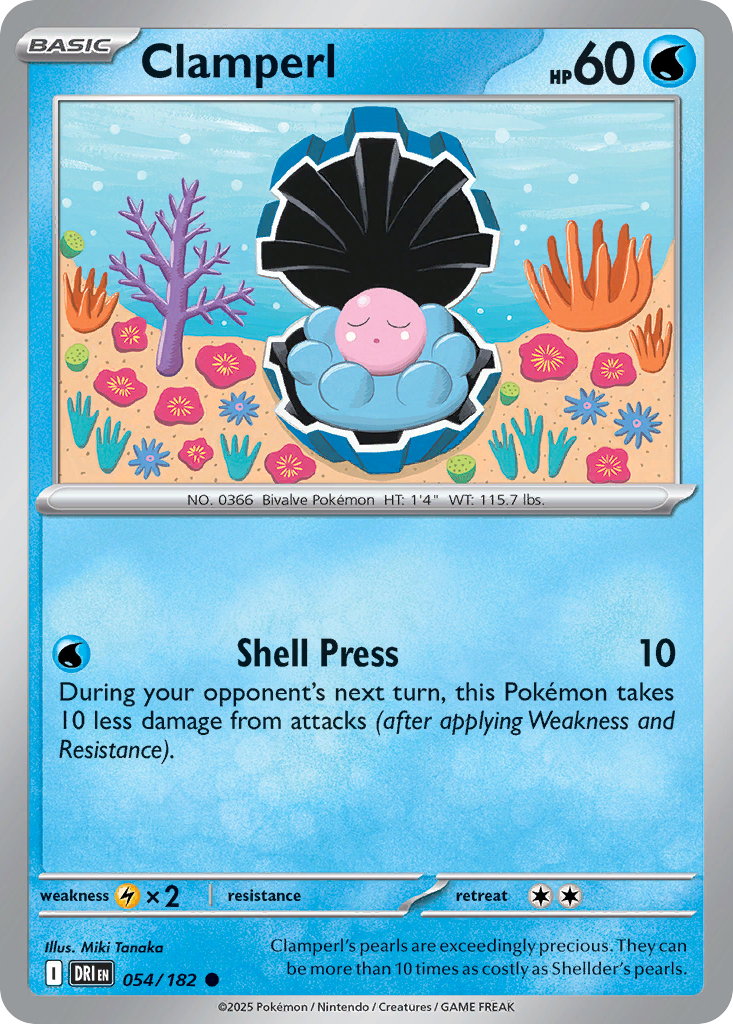 BASIC
Clamperl
HP60
NO. 0366 Bivalve Pokémon HT: 1'4" WT: 115.7 lbs.
Shell Press 10
During your opponent's next turn, this Pokémon takes
10 less damage from attacks (after applying Weakness and
Resistance).
weakness ×2 resistance retreat
Illus. Miki Tanaka
Clamperl's pearls are exceedingly precious. They can
be more than 10 times as costly as Shellder's pearls.
I DRI EN 054/182
©2025 Pokémon / Nintendo / Creatures / GAME FREAK